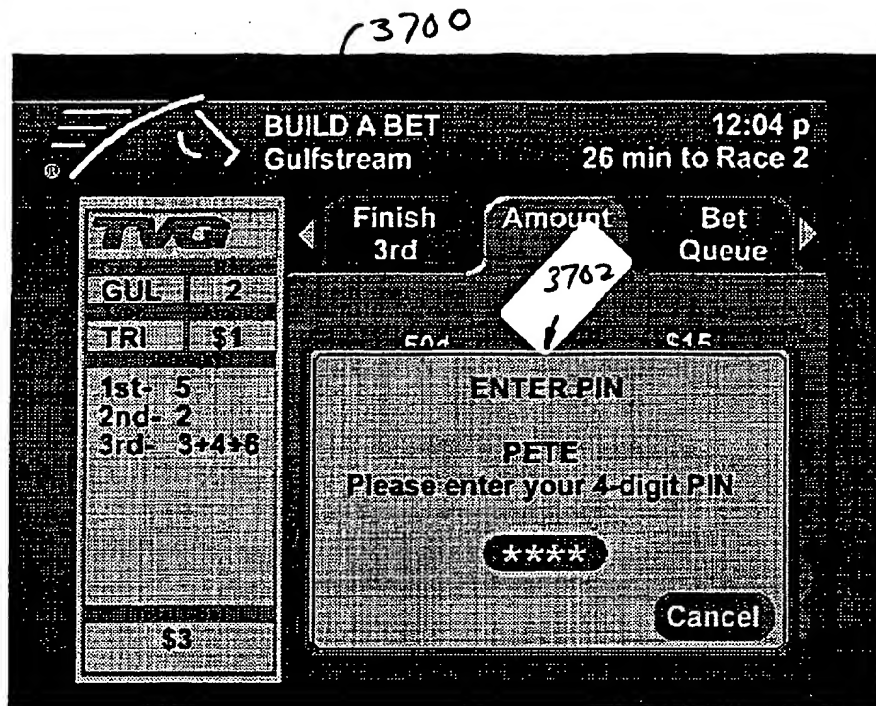 3700
BUILD A BET
12:04 p
Gulfstream
26 min to Race 2
®
TVG
Finish
3rd
Amount
Bet
Queue
3702
GUL 2
TRI $1
50¢ $15
1st- 5
2nd- 2
3rd- 3+4+6
ENTER PIN
PETE
Please enter your 4-digit PIN
****
Cancel
$3